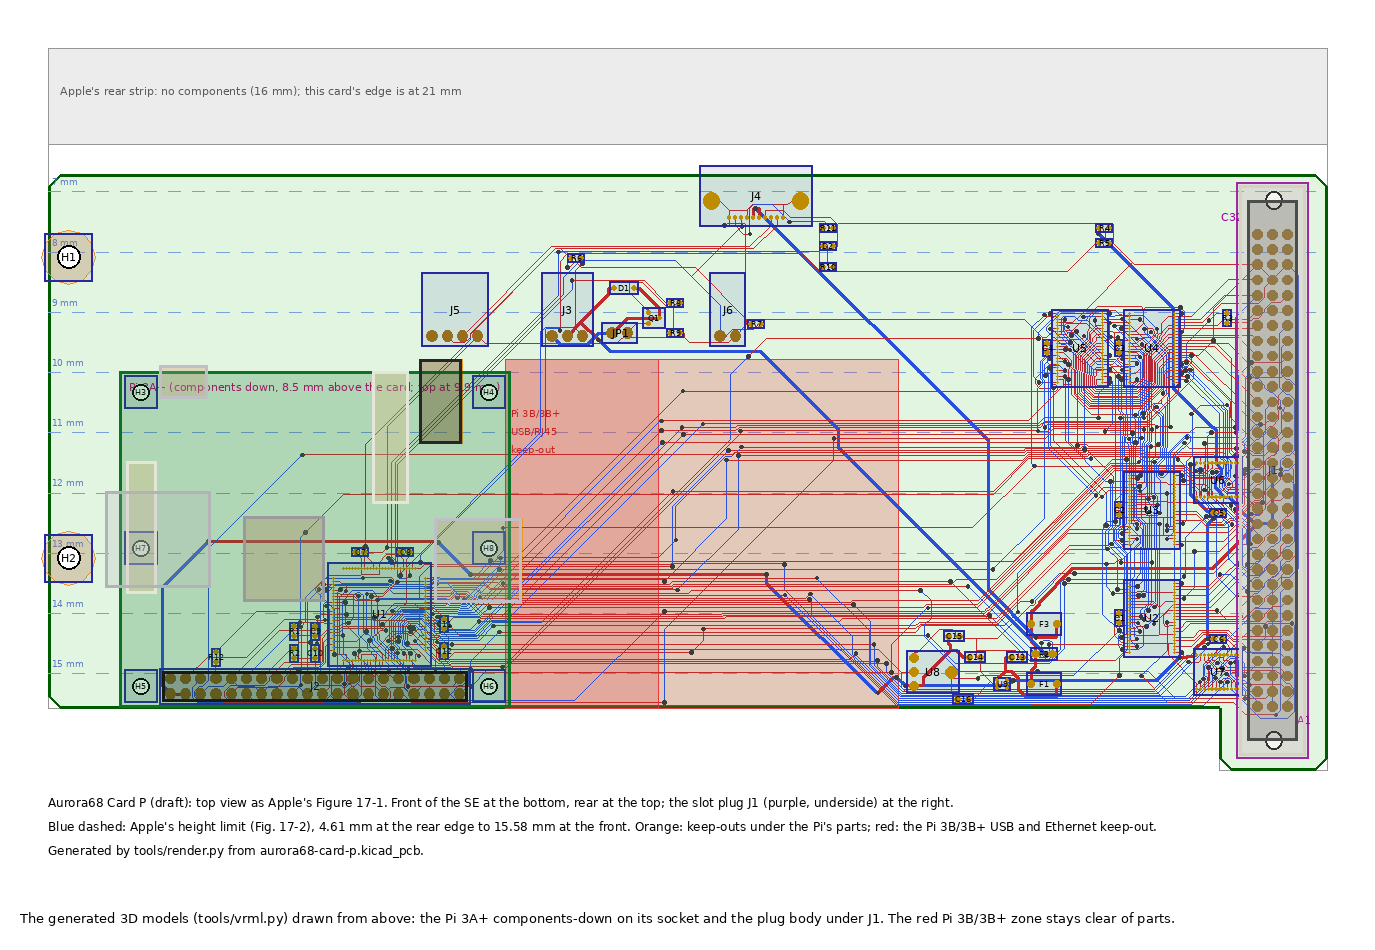 Apple's rear strip: no components (16 mm); this card's edge is at 21 mm
7 mm
J4
C3
8 mm
H1
9 mm
J5
J3
D1
J6
JP1
U5
U4
10 mm
Pi 3A+ (components down, 8.5 mm above the card; top at 9.9 mm)
H3
H4
11 mm
Pi 3B/3B+
USB/RJ45
keep-out
12 mm
13 mm
H7
H8
H2
14 mm
U1
F3
U2
15 mm
U8
H5
J2
H6
F1
A1
Aurora68 Card P (draft): top view as Apple's Figure 17-1. Front of the SE at the bottom, rear at the top; the slot plug J1 (purple, underside) at the right.
Blue dashed: Apple's height limit (Fig. 17-2), 4.61 mm at the rear edge to 15.58 mm at the front. Orange: keep-outs under the Pi's parts; red: the Pi 3B/3B+ USB and Ethernet keep-out.
Generated by tools/render.py from aurora68-card-p.kicad_pcb.
The generated 3D models (tools/vrml.py) drawn from above: the Pi 3A+ components-down on its socket and the plug body under J1. The red Pi 3B/3B+ zone stays clear of parts.